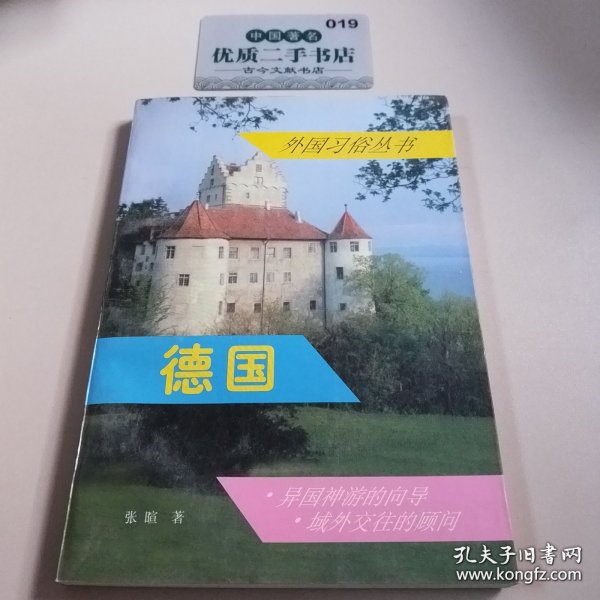 019
中国著名
优质二手书店
古今文献书店
外国习俗丛书
德国
·异国神游的向导
·域外交往的顾问
张暄 著
孔夫子旧书网
www.kongfz.com